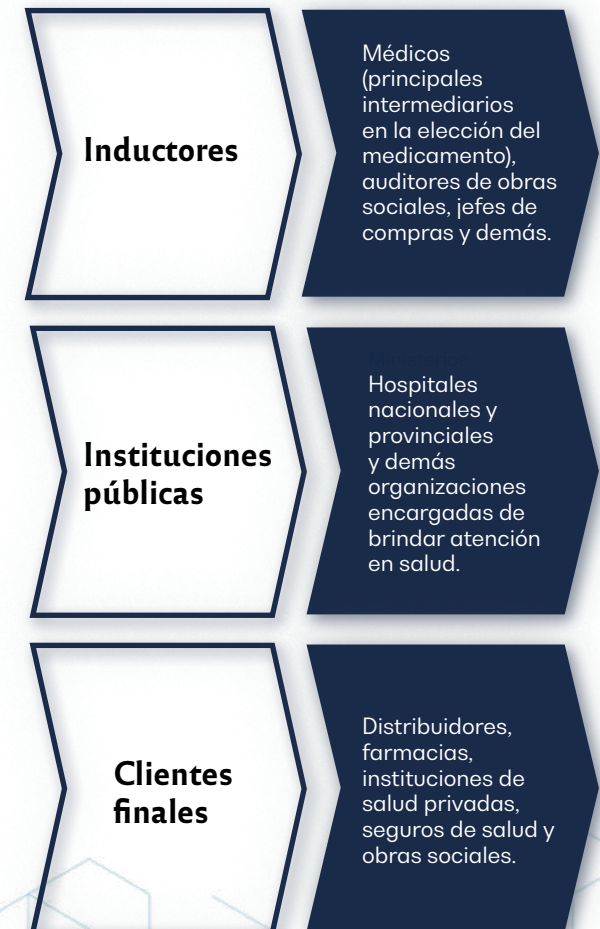 Inductores
Médicos
(principales
intermediarios
en la elección del
medicamento),
auditores de obras
sociales, jefes de
compras y demás.
Instituciones
públicas
Ministerios,
Hospitales
nacionales y
provinciales
y demás
organizaciones
encargadas de
brindar atención
en salud.
Clientes
finales
Distribuidores,
farmacias,
instituciones de
salud privadas,
seguros de salud y
obras sociales.